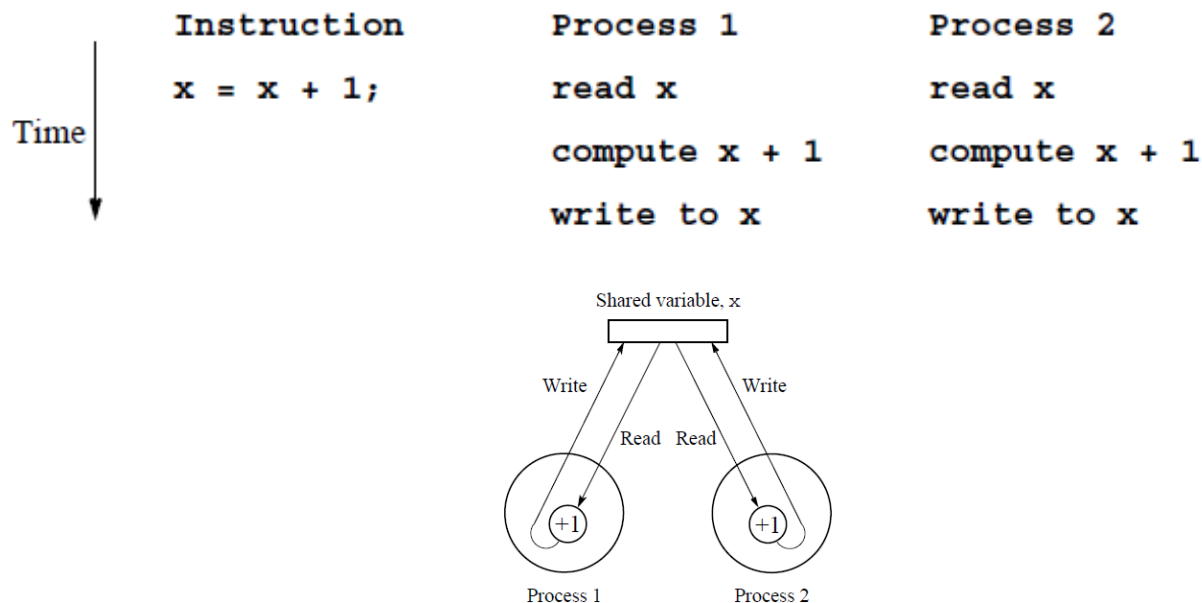 Instruction Process 1 Process 2
x = x + 1; read x read x
Time
compute x + 1 compute x + 1
write to x write to x
Shared variable, x
Write Write
Read Read
+1 +1
Process 1 Process 2